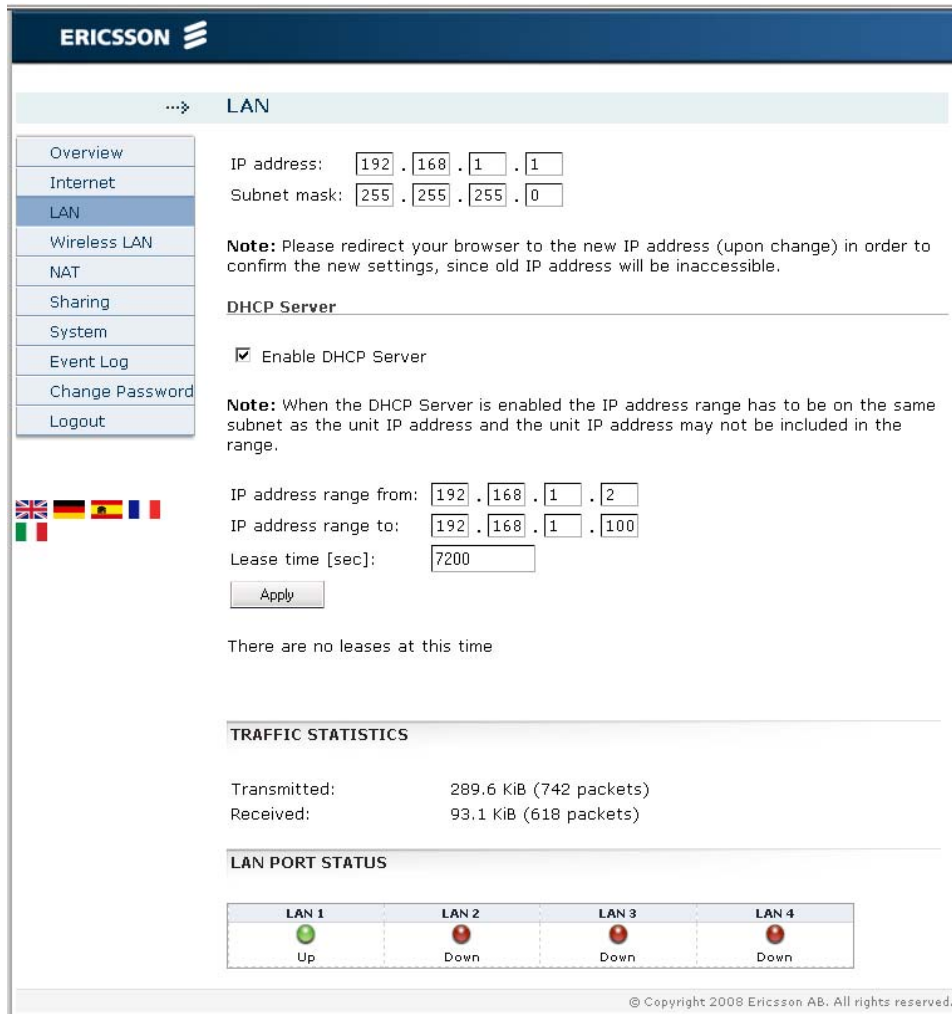 ERICSSON
LAN
Overview
Internet
LAN
Wireless LAN
NAT
Sharing
System
Event Log
Change Password
Logout
IP address: 192 . 168 . 1 . 1
Subnet mask: 255 . 255 . 255 . 0
Note: Please redirect your browser to the new IP address (upon change) in order to
confirm the new settings, since old IP address will be inaccessible.
DHCP Server
Enable DHCP Server
Note: When the DHCP Server is enabled the IP address range has to be on the same
subnet as the unit IP address and the unit IP address may not be included in the
range.
IP address range from: 192 . 168 . 1 . 2
IP address range to: 192 . 168 . 1 . 100
Lease time [sec]: 7200
Apply
There are no leases at this time
TRAFFIC STATISTICS
Transmitted: 289.6 KiB (742 packets)
Received: 93.1 KiB (618 packets)
LAN PORT STATUS
LAN 1 LAN 2 LAN 3 LAN 4
Up Down Down Down
© Copyright 2008 Ericsson AB. All rights reserved.